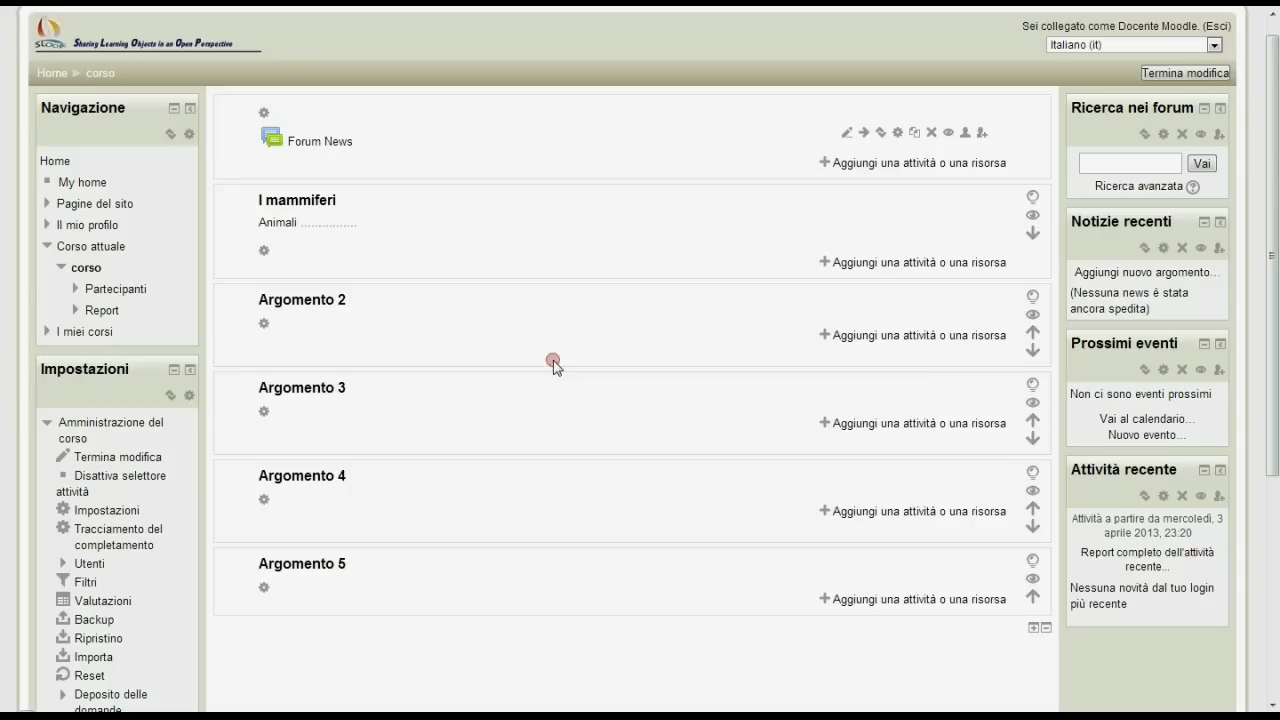 SLOOP Sharing Learning Objects in an Open Perspective
Sei collegato come Docente Moodle. (Esci)
Italiano (it)
Home corso
Termina modifica
Navigazione
Home
My home
Pagine del sito
Il mio profilo
Corso attuale
corso
Partecipanti
Report
I miei corsi
Impostazioni
Amministrazione del
corso
Termina modifica
Disattiva selettore
attività
Impostazioni
Tracciamento del
completamento
Utenti
Filtri
Valutazioni
Backup
Ripristino
Importa
Reset
Deposito delle
domande
Forum News
Aggiungi una attività o una risorsa
I mammiferi
Animali ................
Aggiungi una attività o una risorsa
Argomento 2
Aggiungi una attività o una risorsa
Argomento 3
Aggiungi una attività o una risorsa
Argomento 4
Aggiungi una attività o una risorsa
Argomento 5
Aggiungi una attività o una risorsa
Ricerca nei forum
Vai
Ricerca avanzata
Notizie recenti
Aggiungi nuovo argomento...
(Nessuna news è stata
ancora spedita)
Prossimi eventi
Non ci sono eventi prossimi
Vai al calendario...
Nuovo evento...
Attività recente
Attività a partire da mercoledì, 3
aprile 2013, 23:20
Report completo dell'attività
recente...
Nessuna novità dal tuo login
più recente